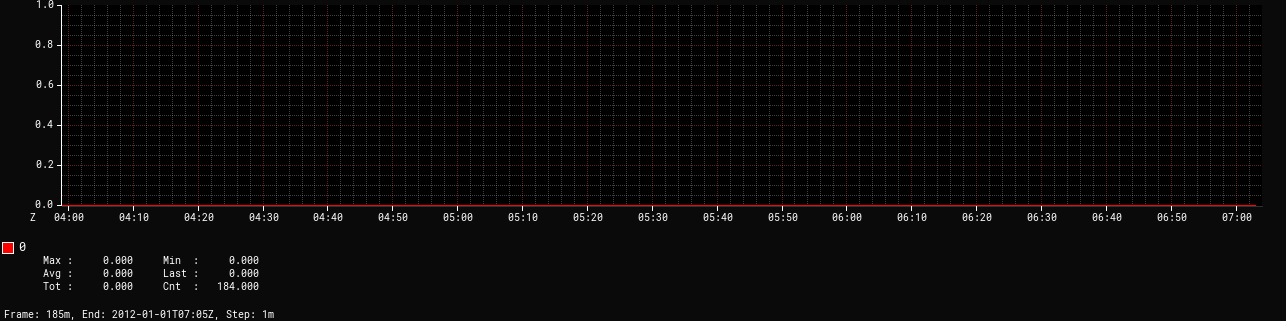 1.0
0.8
0.6
0.4
0.2
0.0
Z 04:00 04:10 04:20 04:30 04:40 04:50 05:00 05:10 05:20 05:30 05:40 05:50 06:00 06:10 06:20 06:30 06:40 06:50 07:00
0
Max : 0.000 Min : 0.000
Avg : 0.000 Last : 0.000
Tot : 0.000 Cnt : 184.000
Frame: 185m, End: 2012-01-01T07:05Z, Step: 1m